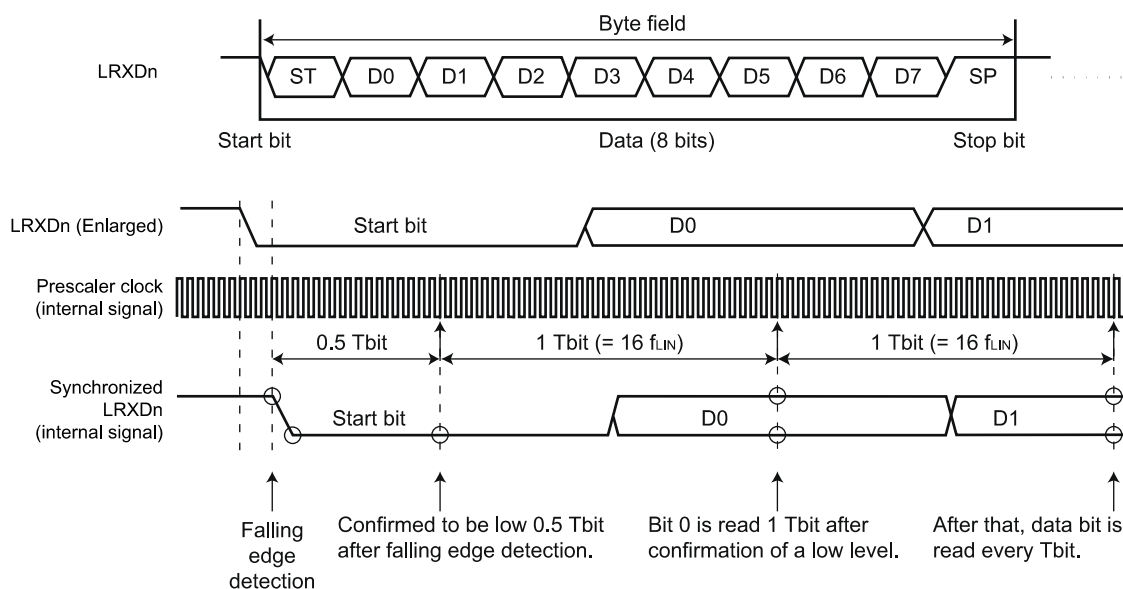 Byte field
LRXDn
ST D0 D1 D2 D3 D4 D5 D6 D7 SP
Start bit
Data (8 bits)
Stop bit
LRXDn (Enlarged)
Start bit
D0
D1
Prescaler clock
(internal signal)
0.5 Tbit
1 Tbit (= 16 fLIN)
1 Tbit (= 16 fLIN)
Synchronized
LRXDn
(internal signal)
Start bit
D0
D1
Falling
edge
detection
Confirmed to be low 0.5 Tbit
after falling edge detection.
Bit 0 is read 1 Tbit after
confirmation of a low level.
After that, data bit is
read every Tbit.